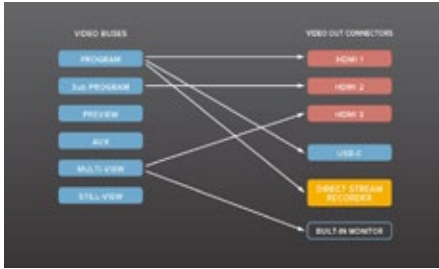 VIDEO BUSES
VIDEO OUT CONNECTORS
PROGRAM
HDMI 1
Sub PROGRAM
HDMI 2
PREVIEW
HDMI 3
AUX
USB-C
MULTI-VIEW
DIRECT STREAM
RECORDER
STILL-VIEW
BUILT-IN MONITOR